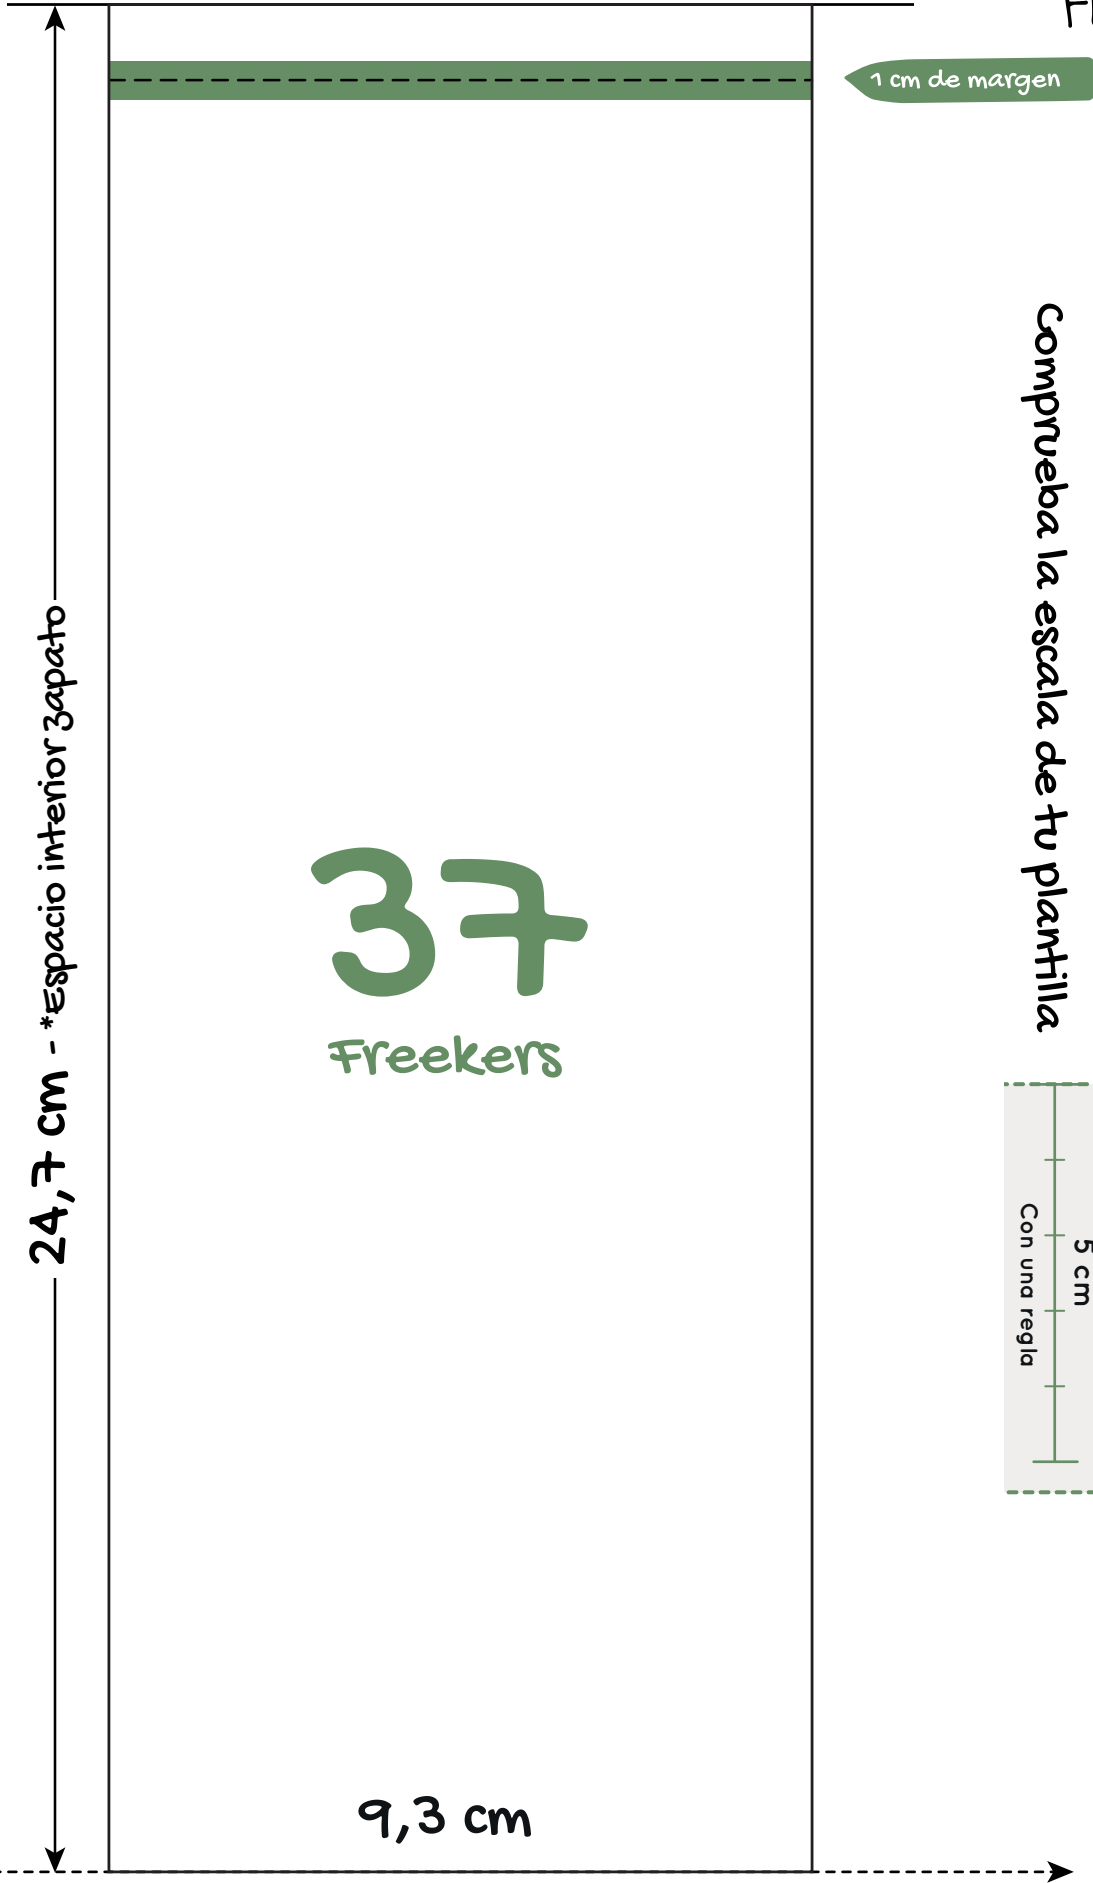 1 cm de margen
24,7 cm - *Espacio interior zapato
37
Freekers
9,3 cm
Comprueba la escala de tu plantilla
5 cm
Con una regla